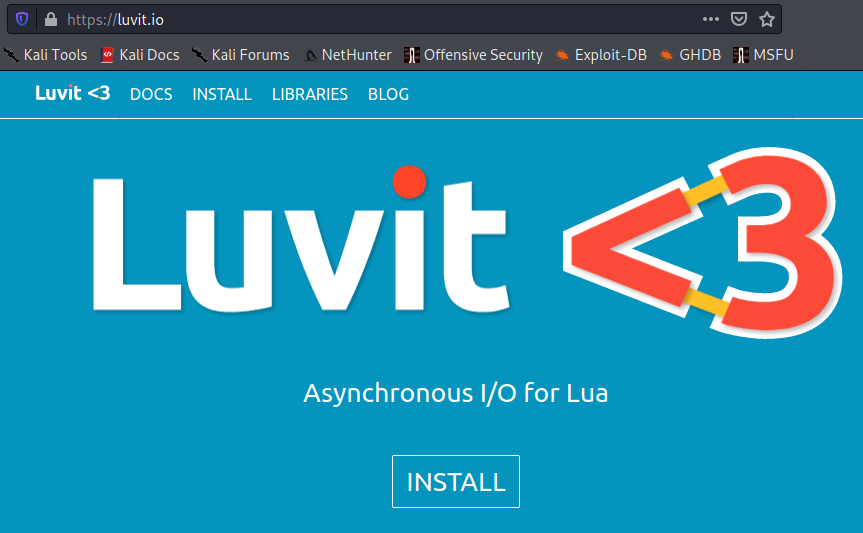 https://luvit.io
Kali Tools Kali Docs Kali Forums NetHunter Offensive Security Exploit-DB GHDB MSFU
Luvit <3 DOCS INSTALL LIBRARIES BLOG
Luvit <3
Asynchronous I/O for Lua
INSTALL